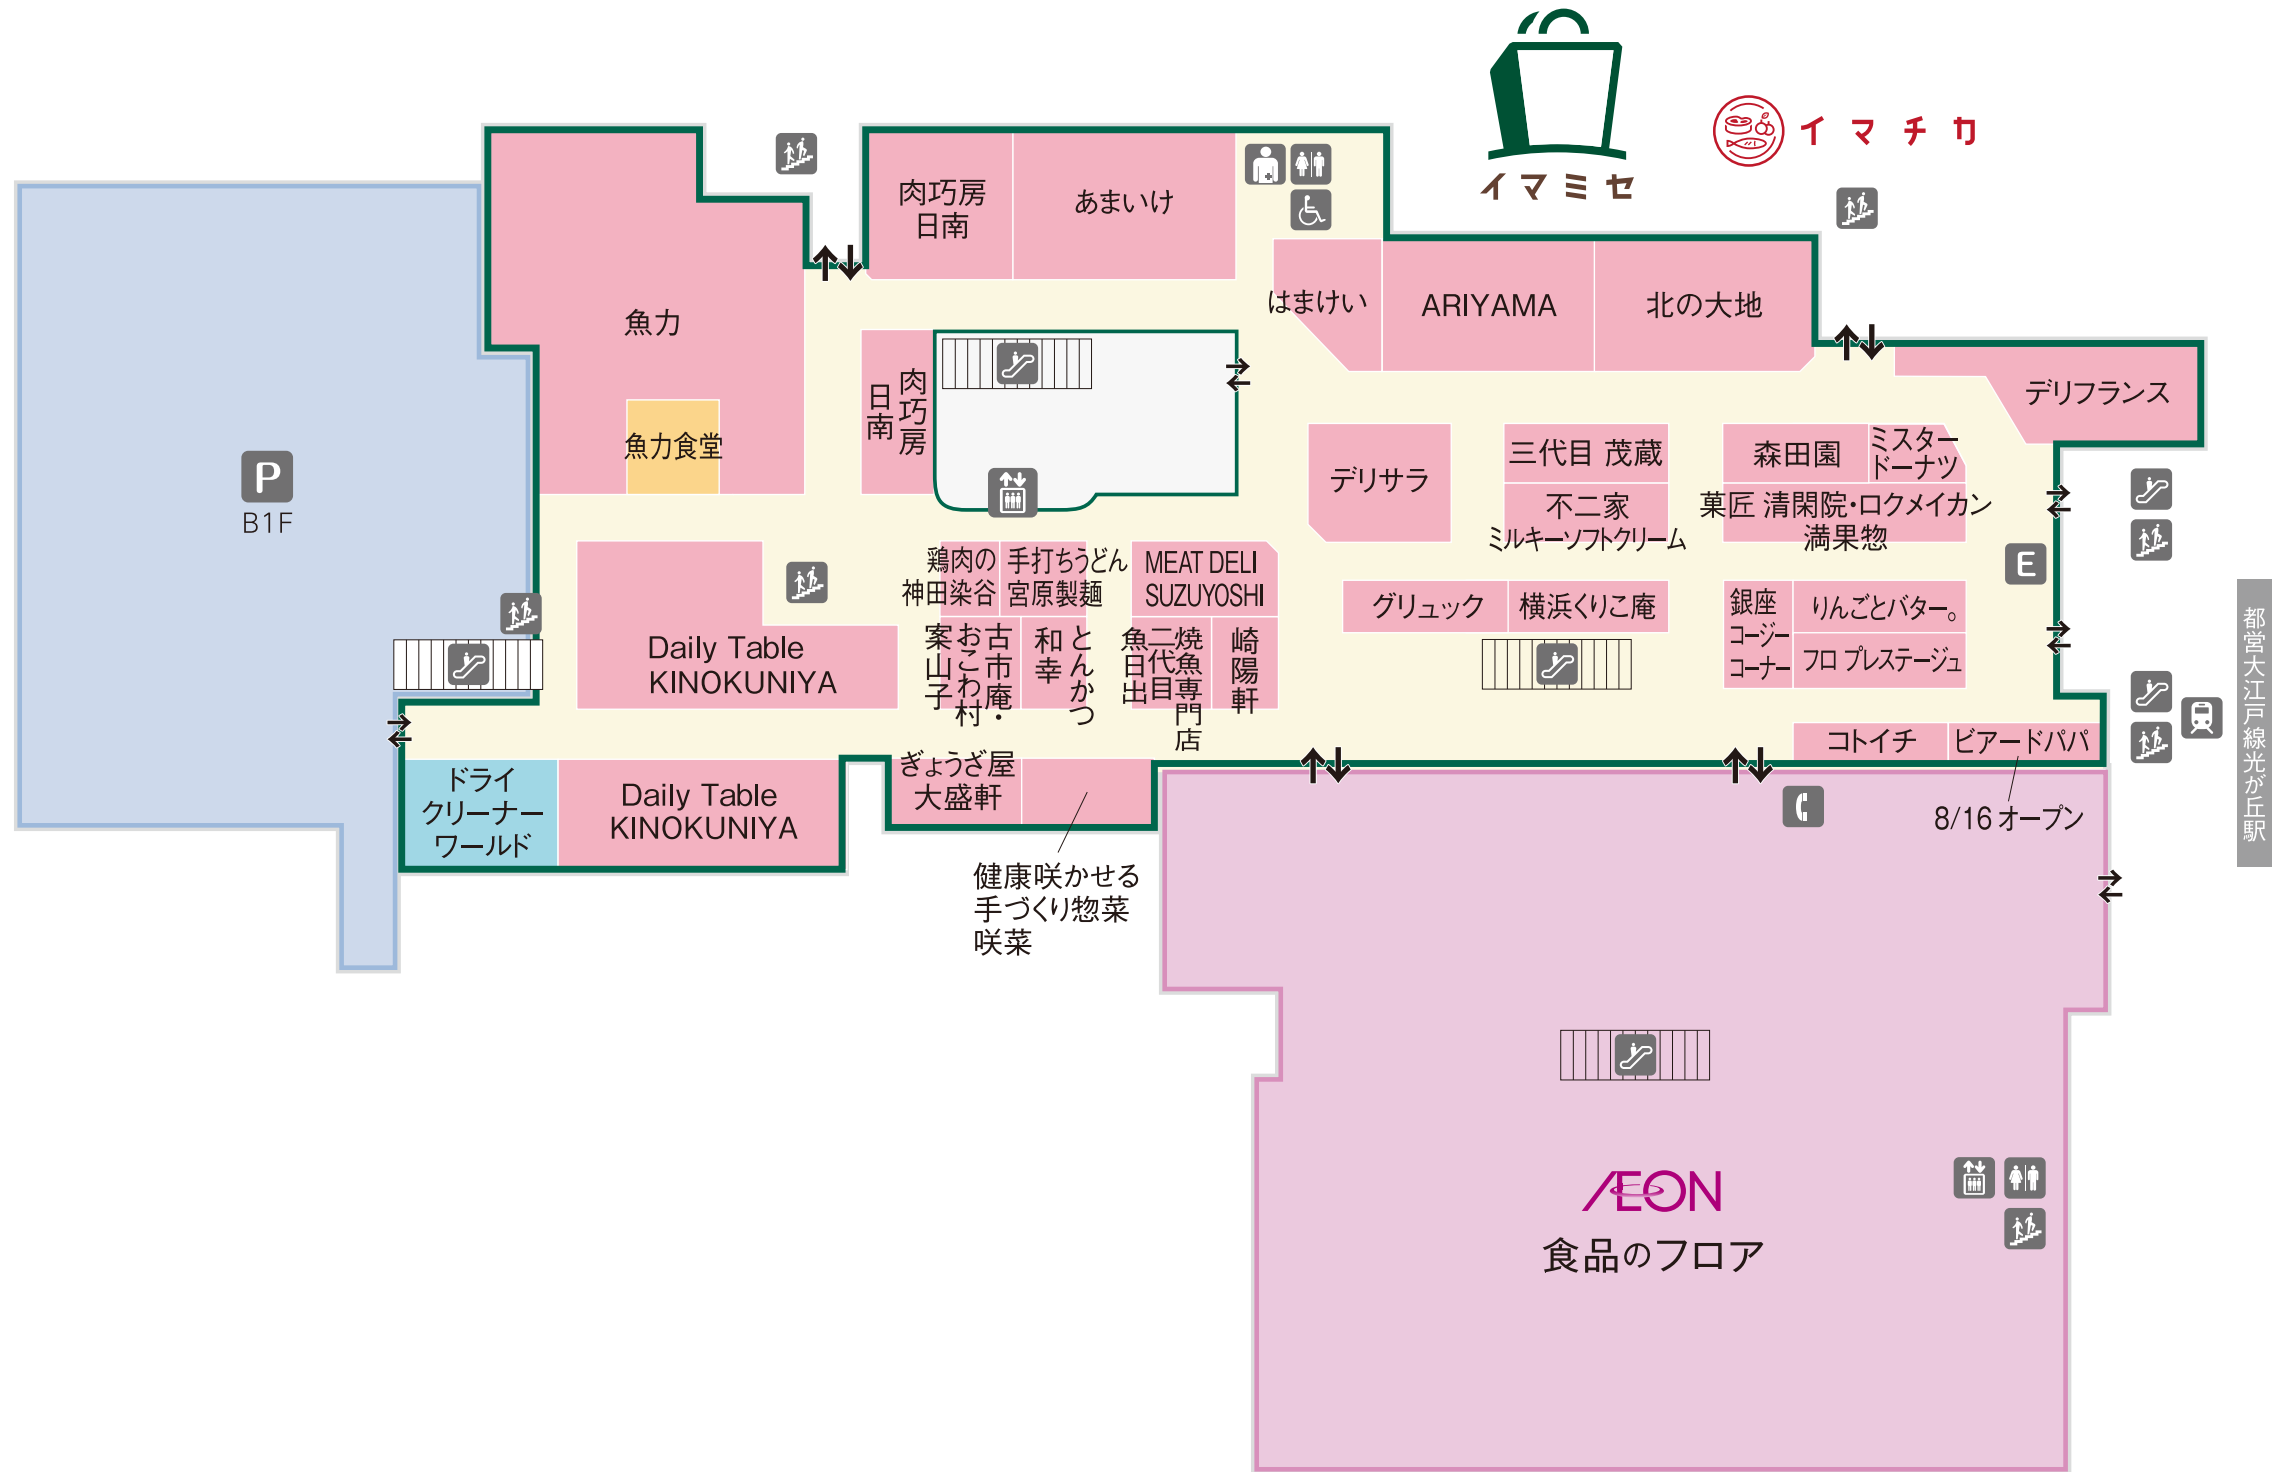 イマミセ
イマチカ
肉巧房
日南
あまいけ
魚力
はまけい
ARIYAMA
北の大地
デリフランス
肉巧房
日南
魚力食堂
P
B1F
デリサラ
三代目 茂蔵
不二家
ミルキーソフトクリーム
森田園
ミスター
ドーナツ
菓匠 清閑院・ロクメイカン
満果惣
E
鶏肉の
神田染谷
手打ちうどん
宮原製麺
MEAT DELI
SUZUYOSHI
グリュック
横浜くりこ庵
銀座
コージー
コーナー
りんごとバター。
フロ プレステージュ
Daily Table
KINOKUNIYA
古市庵・
おこわ村
案山子
とんかつ
和幸
焼魚専門店
二代目
魚日出
崎陽軒
都営大江戸線光が丘駅
コトイチ
ビアードパパ
8/16 オープン
ドライ
クリーナー
ワールド
Daily Table
KINOKUNIYA
ぎょうざ屋
大盛軒
健康咲かせる
手づくり惣菜
咲菜
ÆON
食品のフロア